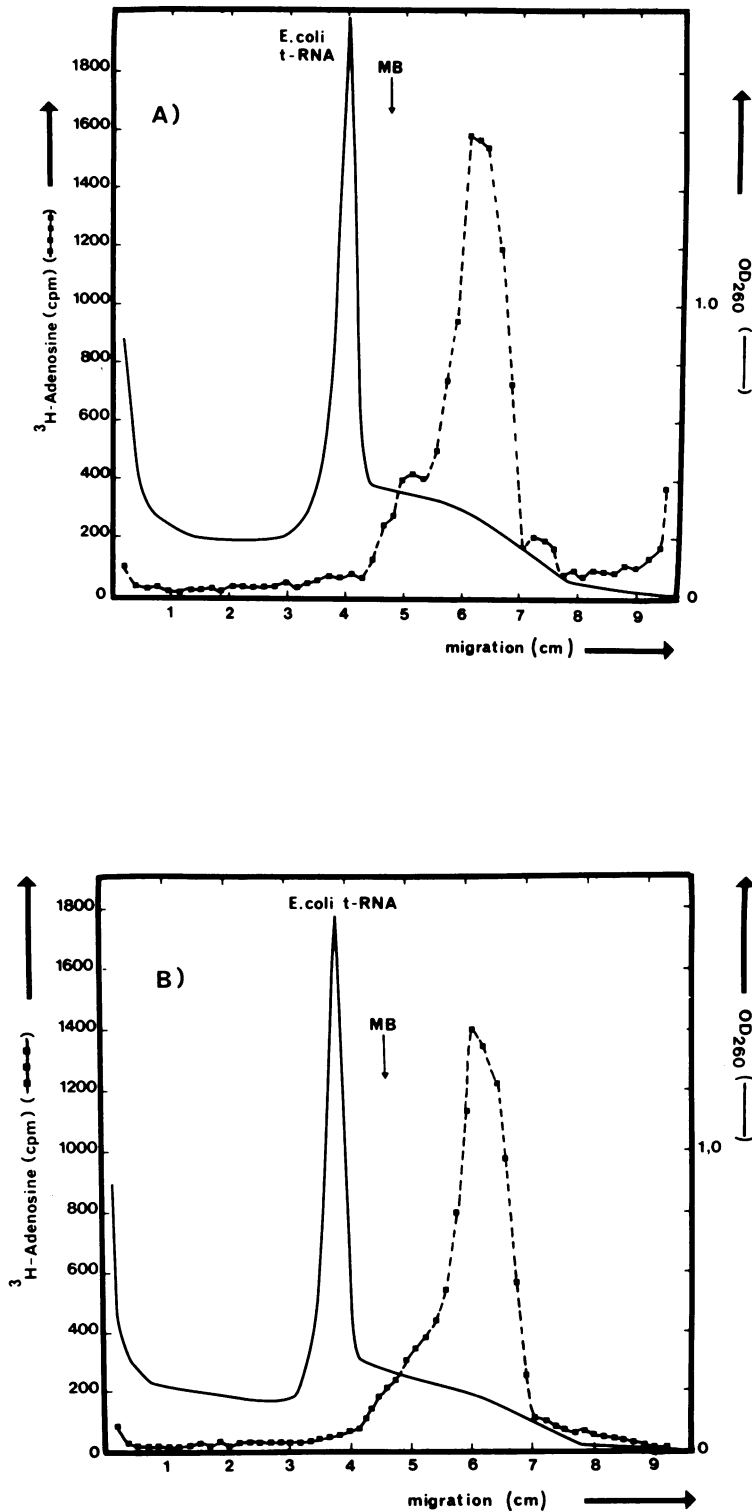 E.coli
t-RNA
MB
A)
1800
1600
1400
1200
1000
800
600
400
200
0
³H-Adenosine (cpm) (-■-■-■-■-)
1.0
0
OD₂₆₀ (——)
1 2 3 4 5 6 7 8 9
migration (cm)
E.coli t-RNA
MB
B)
1800
1600
1400
1200
1000
800
600
400
200
0
³H-Adenosine (cpm) (-■-■-■-)
1,0
0
OD₂₆₀ (——)
1 2 3 4 5 6 7 8 9
migration (cm)